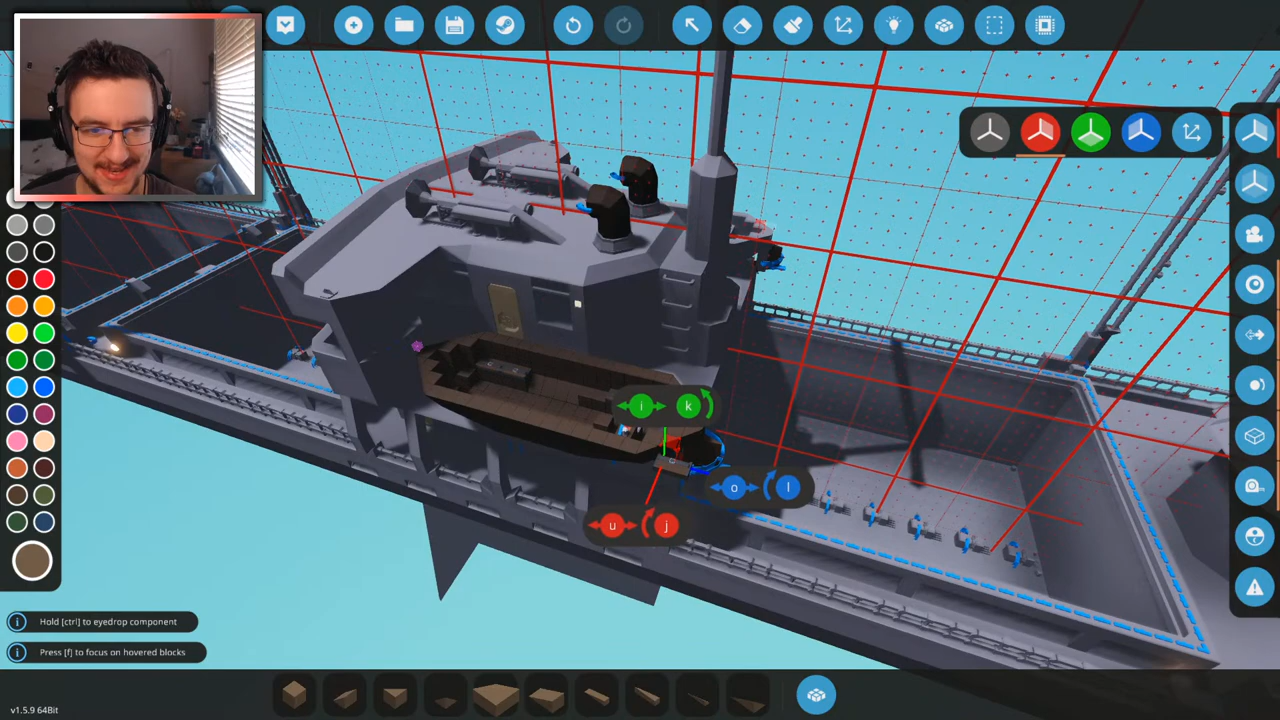 i
k
o
l
u
j
Hold [ctrl] to eyedrop component
Press [f] to focus on hovered blocks
v1.5.9 64Bit